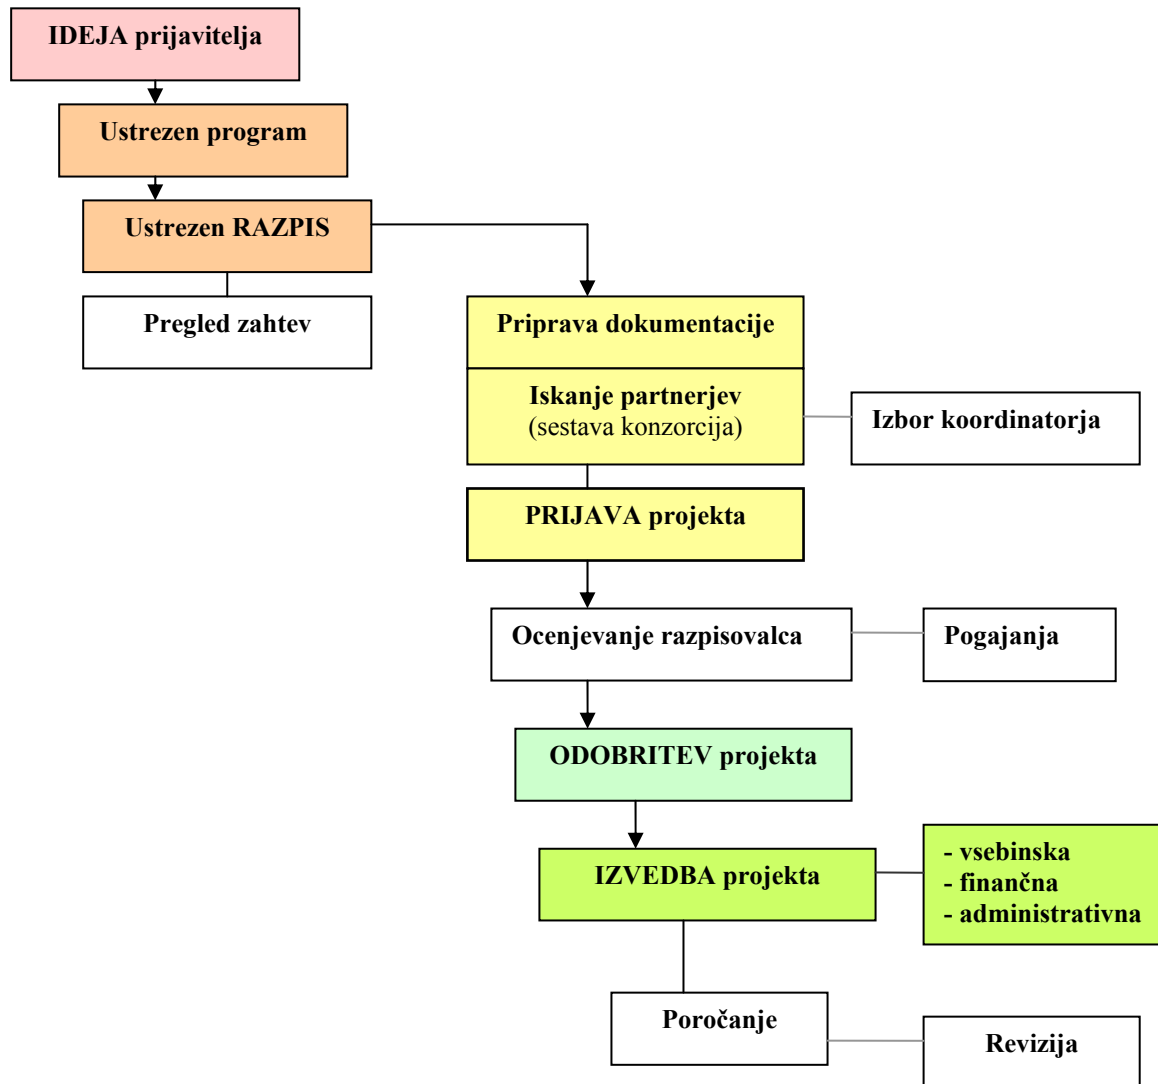 IDEJA prijavitelja
Ustrezen program
Ustrezen RAZPIS
Pregled zahtev
Priprava dokumentacije
Iskanje partnerjev
(sestava konzorcija)
Izbor koordinatorja
PRIJAVA projekta
Ocenjevanje razpisovalca
Pogajanja
ODOBRITEV projekta
IZVEDBA projekta
- vsebinska
- finančna
- administrativna
Poročanje
Revizija